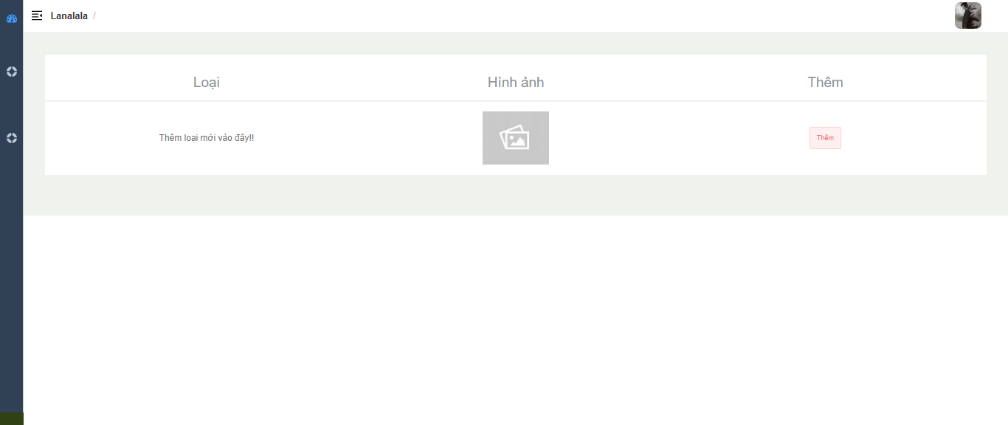 Lanalala /
Loại Hình ảnh Thêm
Thêm loại mới vào đây!! Thêm